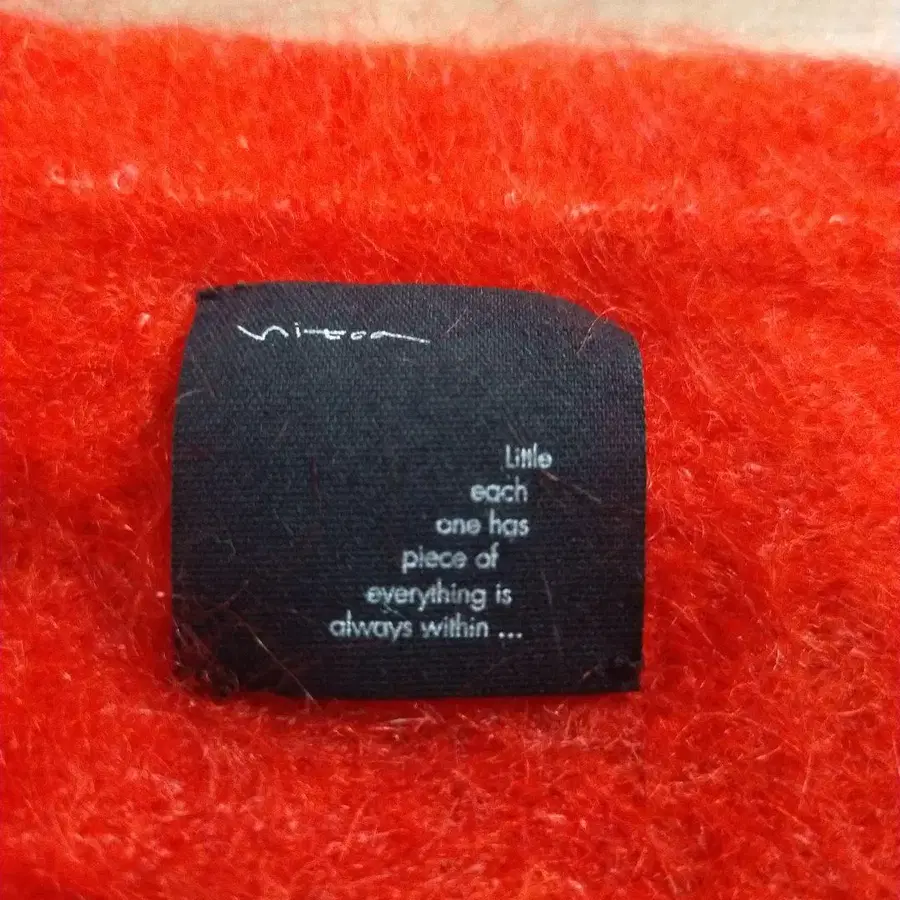 Little
each
one has
piece of
everything is
always within ...